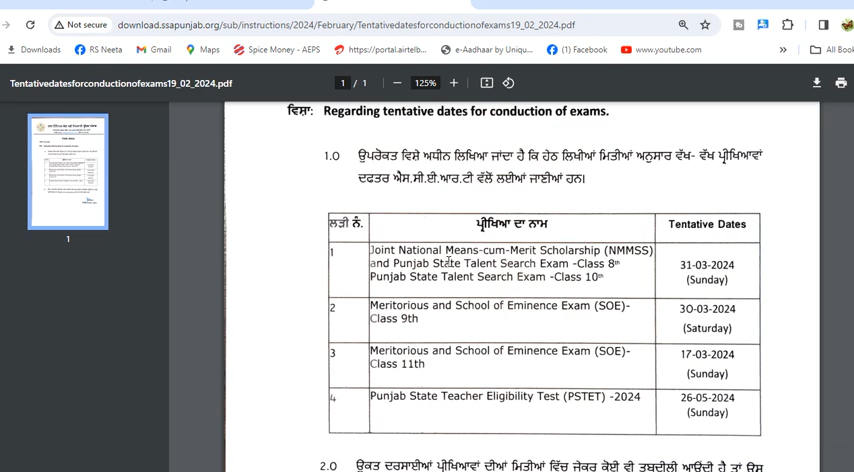 Not secure download.ssapunjab.org/sub/instructions/2024/February/Tentativedatesforconductionofexams19_02_2024.pdf
Downloads RS Neeta Gmail Maps Spice Money - AEPS https://portal.airtelb... e-Aadhaar by Uniqu... (1) Facebook www.youtube.com » All Book
Tentativedatesforconductionofexams19_02_2024.pdf 1 / 1 − 125% +
1
ਵਿਸ਼ਾ: Regarding tentative dates for conduction of exams.
1.0 ਉਪਰੋਕਤ ਵਿਸ਼ੇ ਅਧੀਨ ਲਿਖਿਆ ਜਾਂਦਾ ਹੈ ਕਿ ਹੇਠ ਲਿਖੀਆਂ ਮਿਤੀਆਂ ਅਨੁਸਾਰ ਵੱਖ- ਵੱਖ ਪ੍ਰੀਖਿਆਵਾਂ
ਦਫਤਰ ਐਸ.ਸੀ.ਈ.ਆਰ.ਟੀ ਵੱਲੋਂ ਲਈਆਂ ਜਾਣੀਆਂ ਹਨ।
ਲੜੀ ਨੰ. ਪ੍ਰੀਖਿਆ ਦਾ ਨਾਮ Tentative Dates
1 Joint National Means-cum-Merit Scholarship (NMMSS)
and Punjab State Talent Search Exam -Class 8th
Punjab State Talent Search Exam -Class 10th
31-03-2024
(Sunday)
2 Meritorious and School of Eminence Exam (SOE)-
Class 9th
30-03-2024
(Saturday)
3 Meritorious and School of Eminence Exam (SOE)-
Class 11th
17-03-2024
(Sunday)
4 Punjab State Teacher Eligibility Test (PSTET) -2024
26-05-2024
(Sunday)
2.0 ਉਕਤ ਦਰਸਾਈਆਂ ਪ੍ਰੀਖਿਆਵਾਂ ਦੀਆਂ ਮਿਤੀਆਂ ਵਿੱਚ ਜੇਕਰ ਕੋਈ ਵੀ ਤਬਦੀਲੀ ਆਉਂਦੀ ਹੈ ਤਾਂ ਉਸ